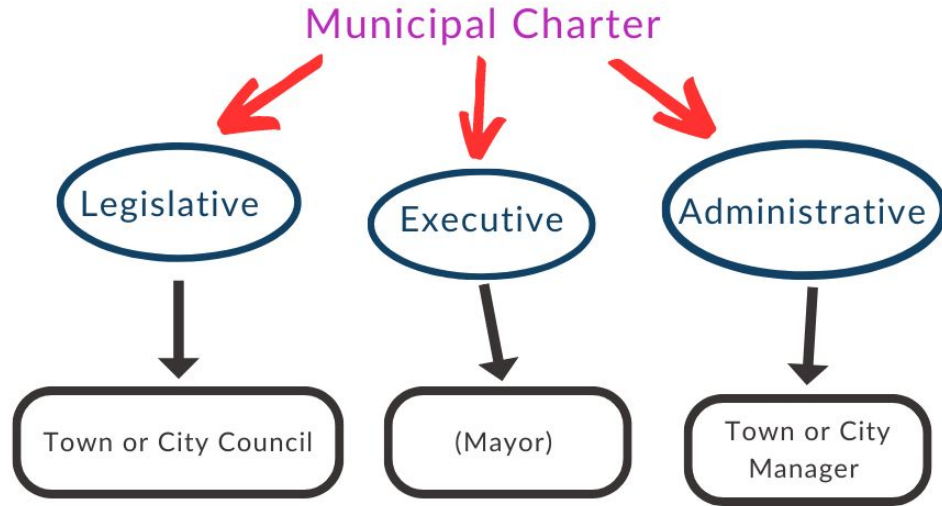 Municipal Charter
Legislative
Executive
Administrative
Town or City Council
(Mayor)
Town or City
Manager